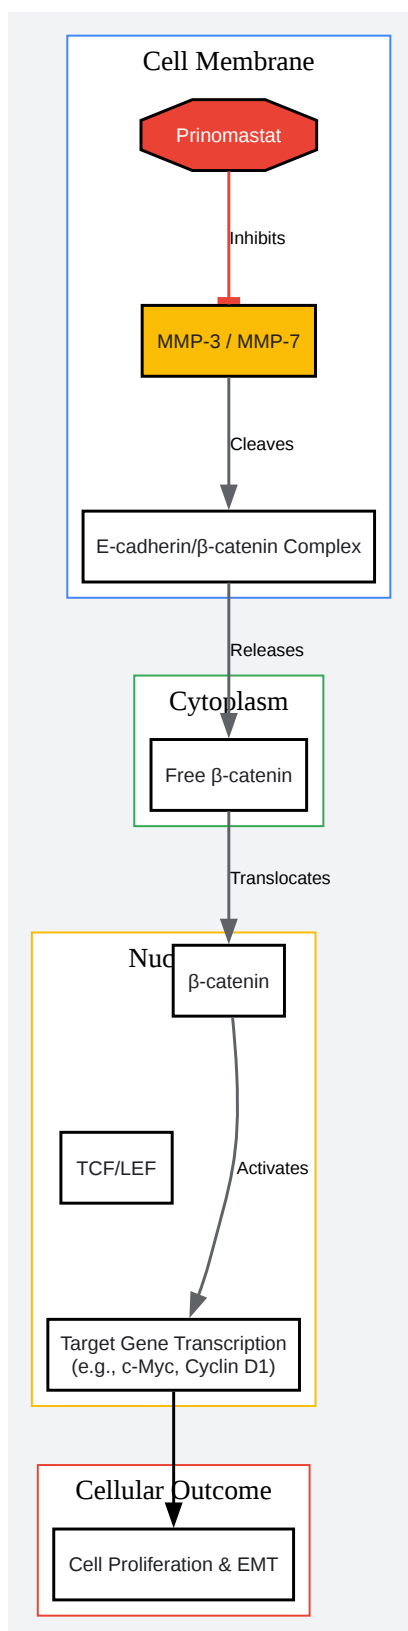 Cell Membrane
Prinomastat
Inhibits
MMP-3 / MMP-7
Cleaves
E-cadherin/β-catenin Complex
Releases
Cytoplasm
Free β-catenin
Translocates
β-catenin
TCF/LEF
Activates
Target Gene Transcription
(e.g., c-Myc, Cyclin D1)
Cellular Outcome
Cell Proliferation & EMT